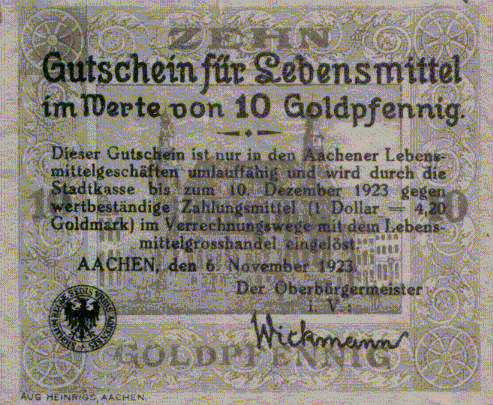 ZEHN
Gutschein für Lebensmittel
im Werte von 10 Goldpfennig.
Dieser Gutschein ist nur in den Aachener Lebens-
mittelgeschäften umlauffähig und wird durch die
Stadtkasse bis zum 10. Dezember 1923 gegen
wertbeständige Zahlungsmittel (1 Dollar = 4,20
Goldmark) im Verrechnungswege mit dem Lebens-
mittelgrosshandel eingelöst.
AACHEN, den 6. November 1923.
Der Oberbürgermeister
i. V.:
Wickmann
GOLDPFENNIG
AUG HEINRIGS, AACHEN.